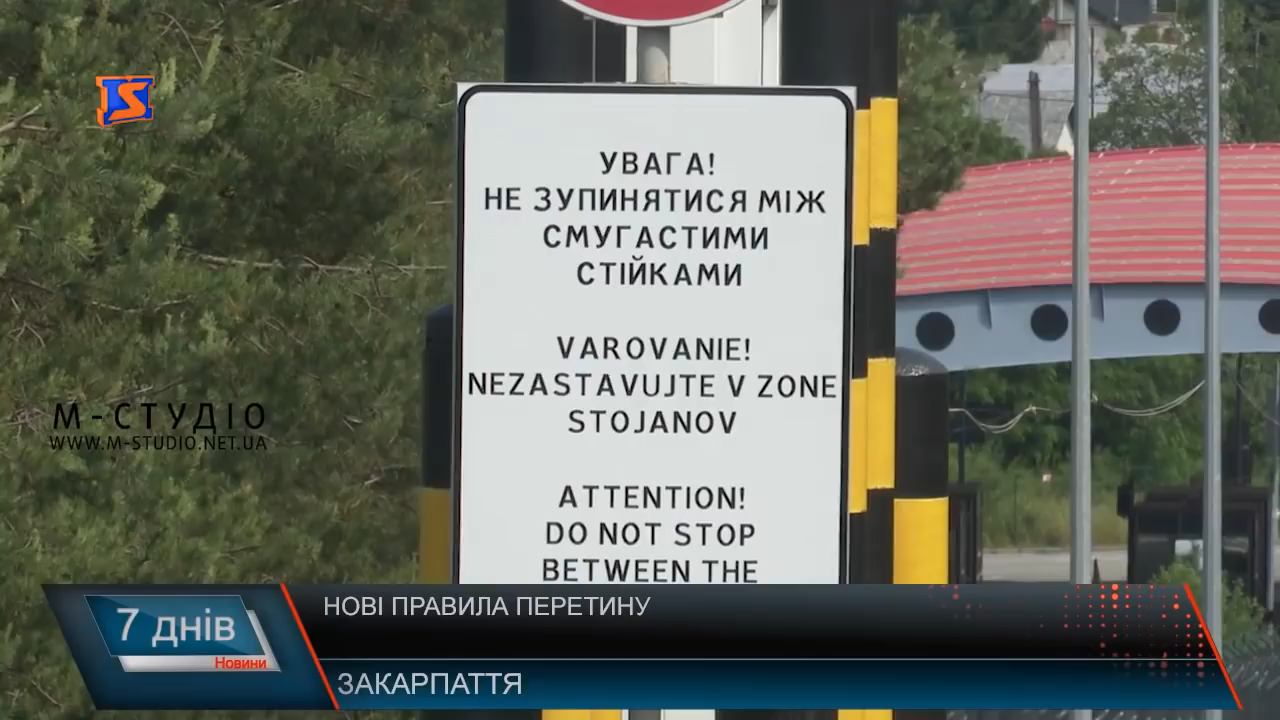 УВАГА!
НЕ ЗУПИНЯТИСЯ МІЖ
СМУГАСТИМИ
СТІЙКАМИ
VAROVANIE!
NEZASTAVUJTE V ZONE
STOJANOV
ATTENTION!
DO NOT STOP
BETWEEN THE
М-СТУДІО
WWW.M-STUDIO.NET.UA
7 днів
Новини
НОВІ ПРАВИЛА ПЕРЕТИНУ
ЗАКАРПАТТЯ